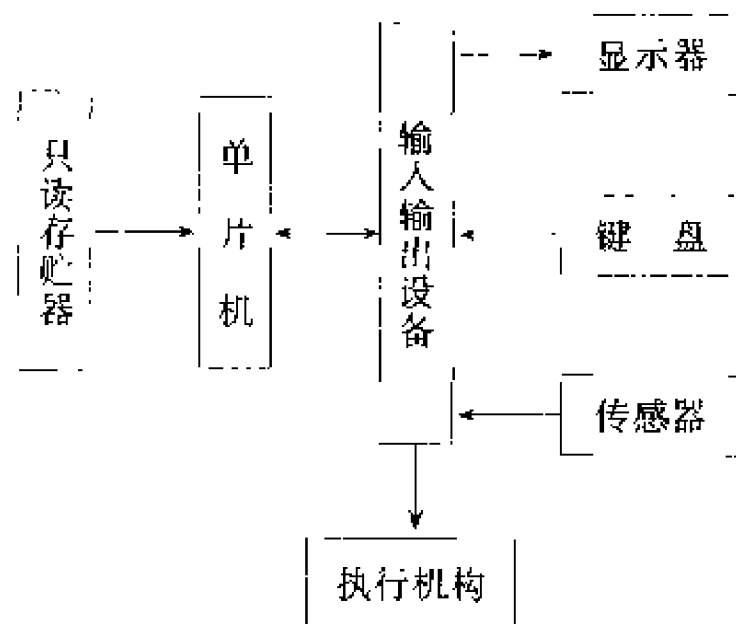 只读存贮器
单片机
输入输出设备
显示器
键 盘
传感器
执行机构